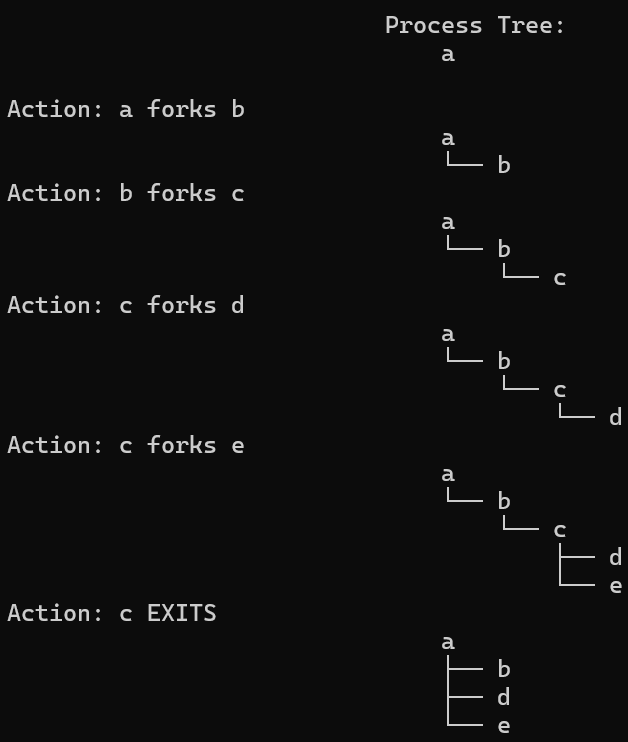 Process Tree:
a
Action: a forks b
a
└── b
Action: b forks c
a
└── b
└── c
Action: c forks d
a
└── b
└── c
└── d
Action: c forks e
a
└── b
└── c
├── d
└── e
Action: c EXITS
a
├── b
├── d
└── e